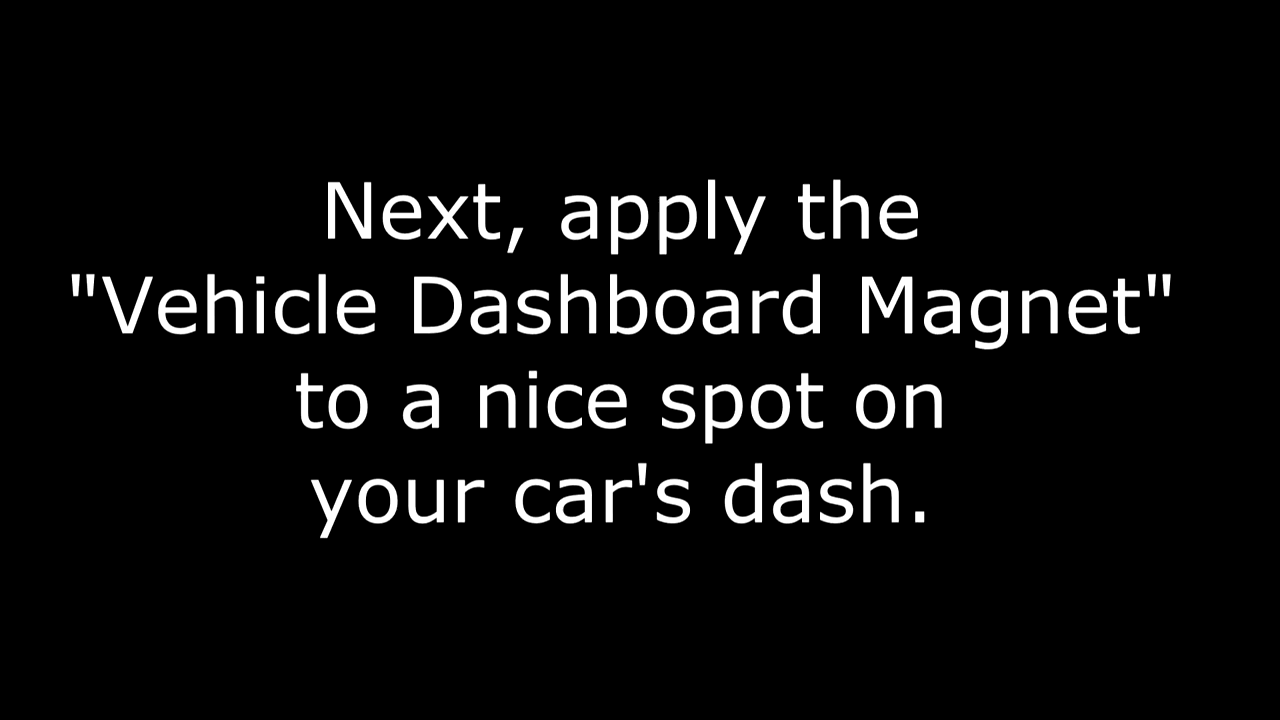 Next, apply the
"Vehicle Dashboard Magnet"
to a nice spot on
your car's dash.